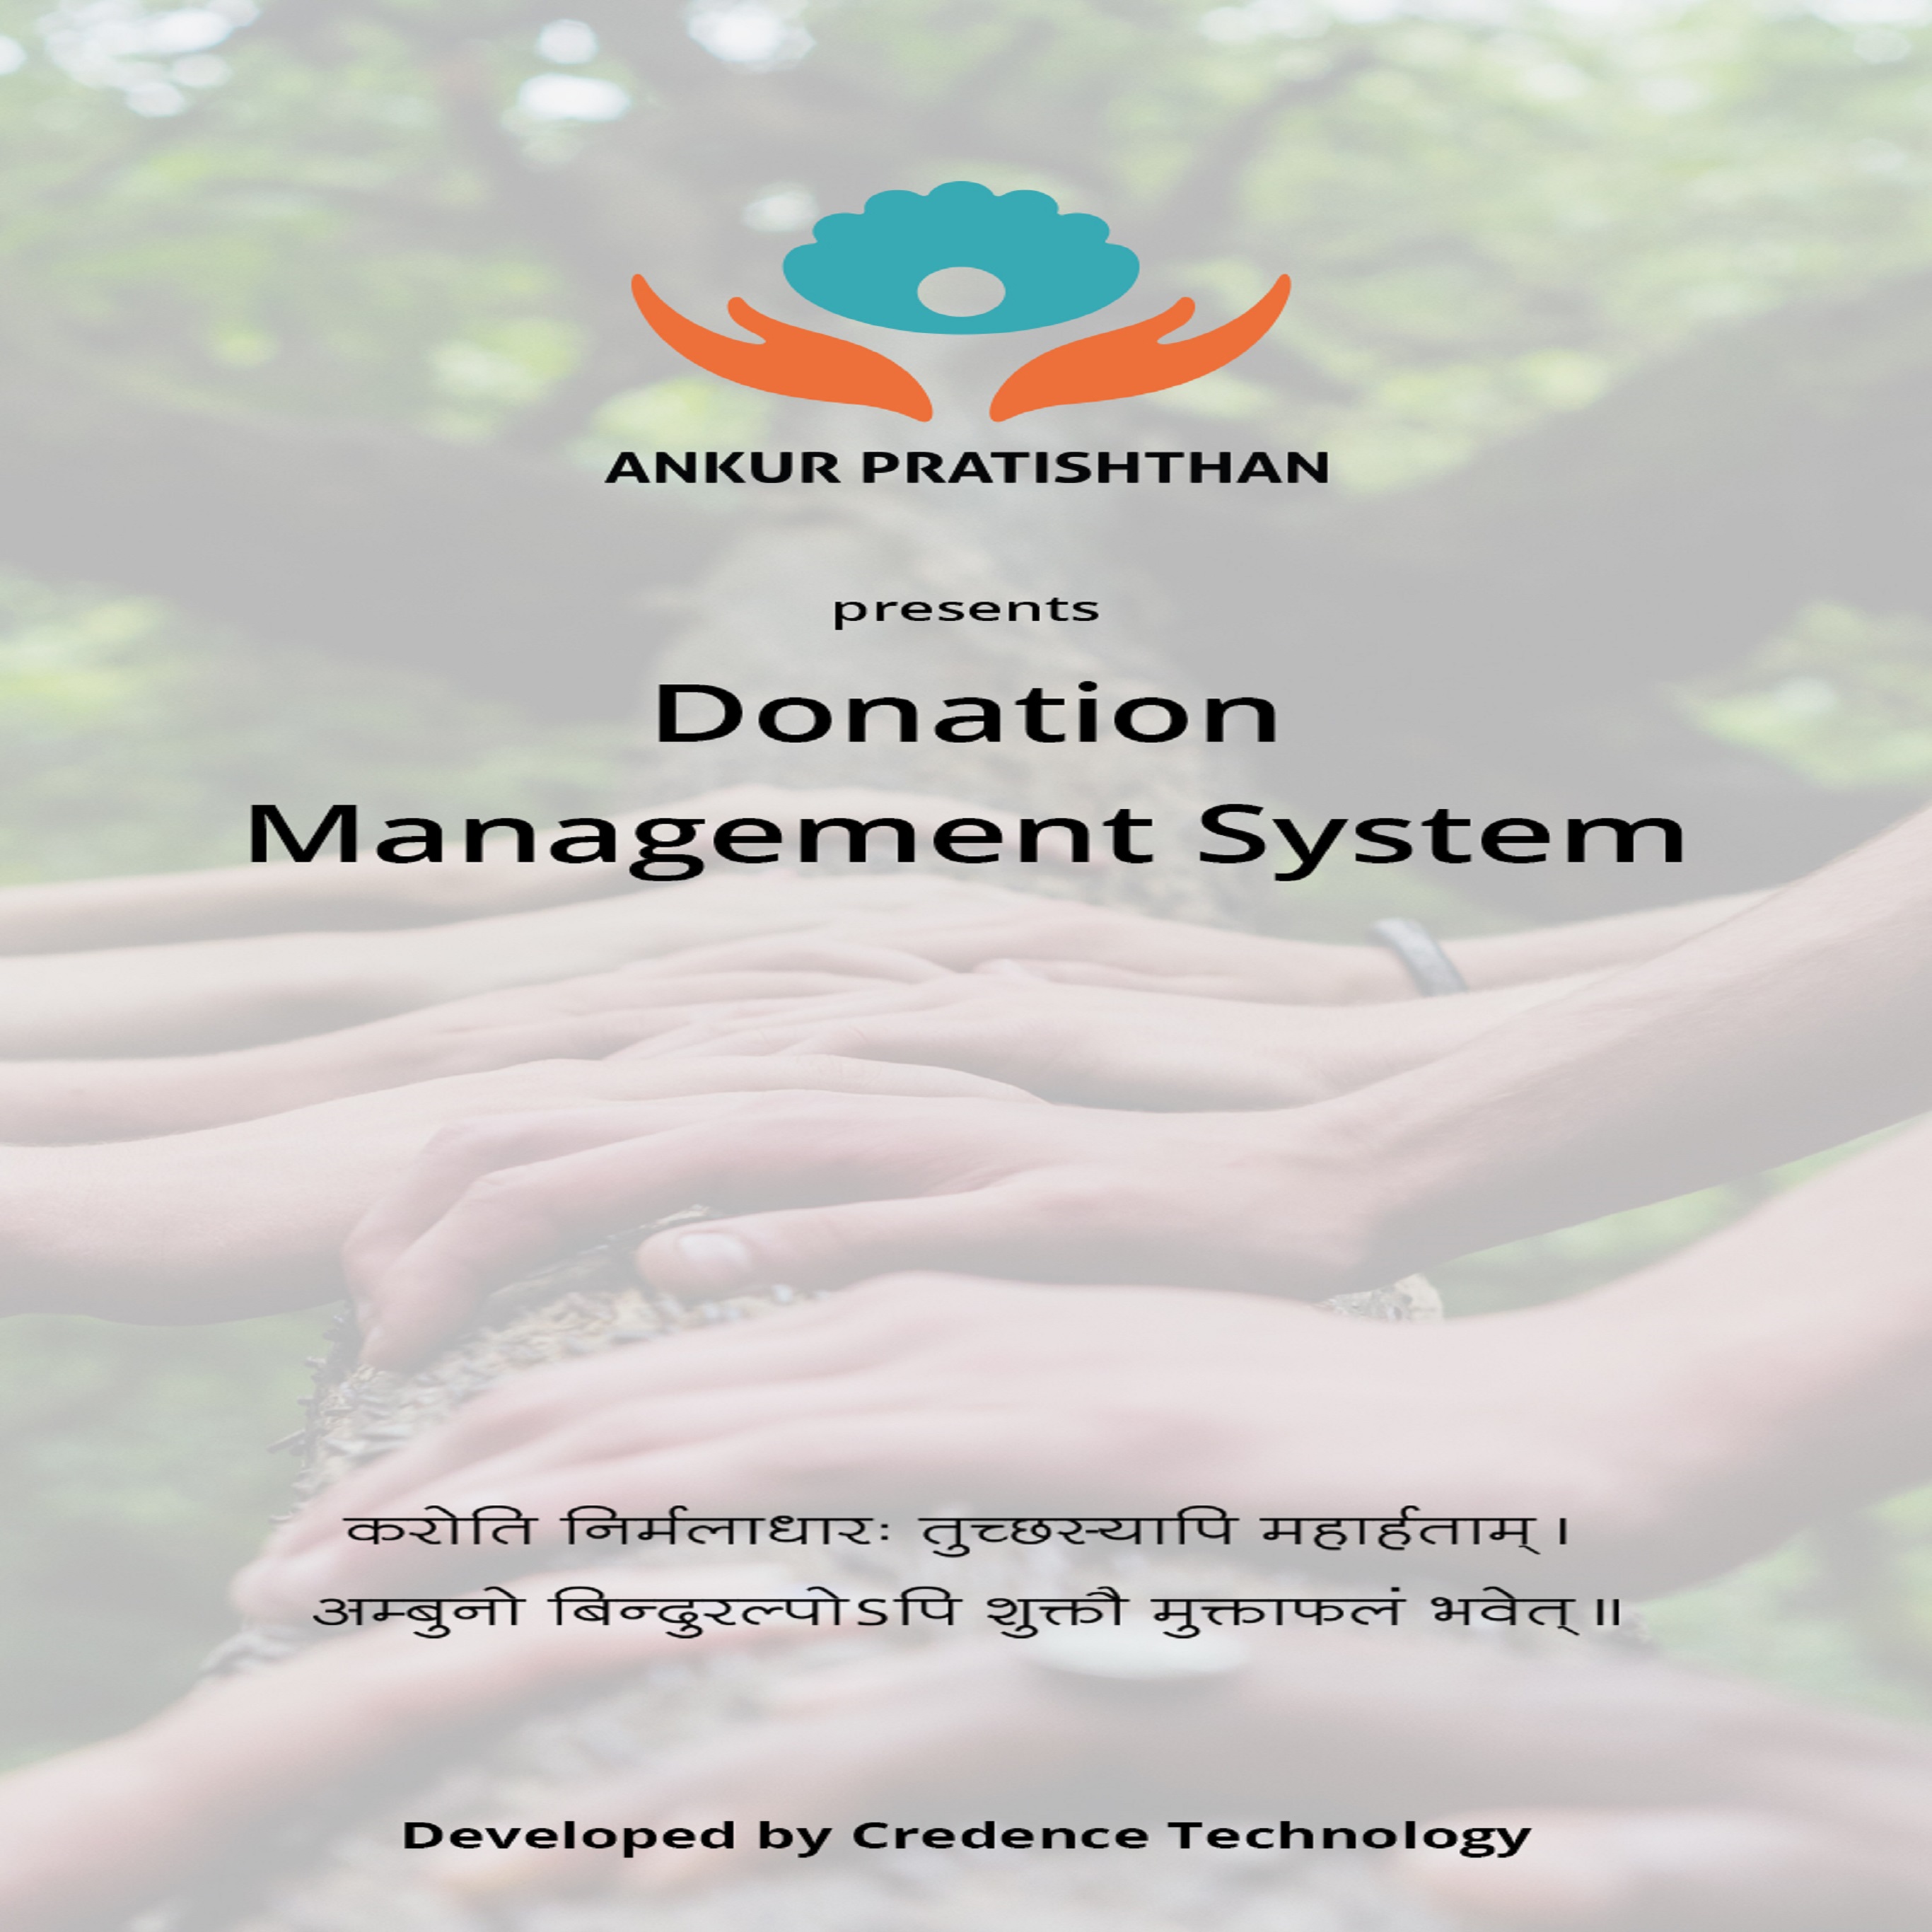 ANKUR PRATISHTHAN
presents
Donation
Management System
करोति निर्मलाधारः तुच्छस्यापि महार्हताम् ।
अम्बुनो बिन्दुरल्पोऽपि शुक्तौ मुक्ताफलं भवेत् ॥
Developed by Credence Technology